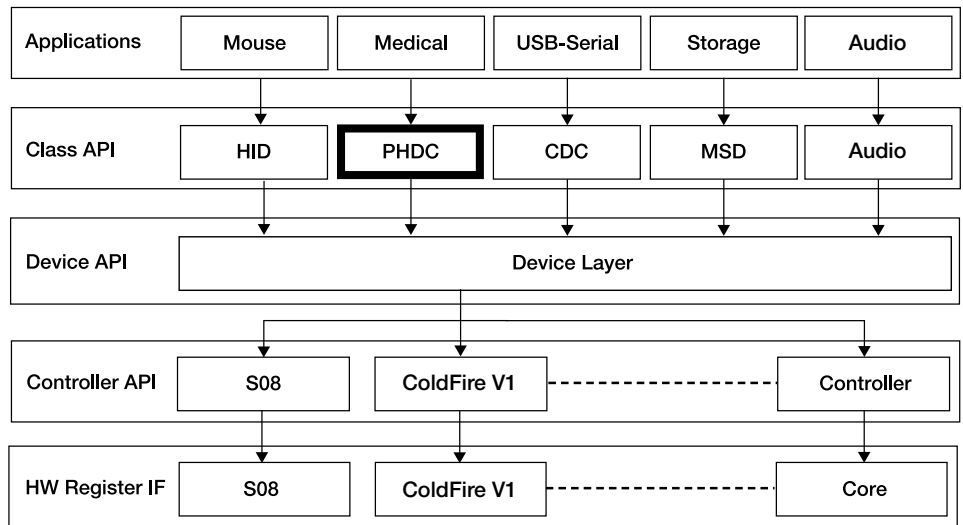 Applications
Mouse
Medical
USB-Serial
Storage
Audio
Class API
HID
PHDC
CDC
MSD
Audio
Device API
Device Layer
Controller API
S08
ColdFire V1
Controller
HW Register IF
S08
ColdFire V1
Core